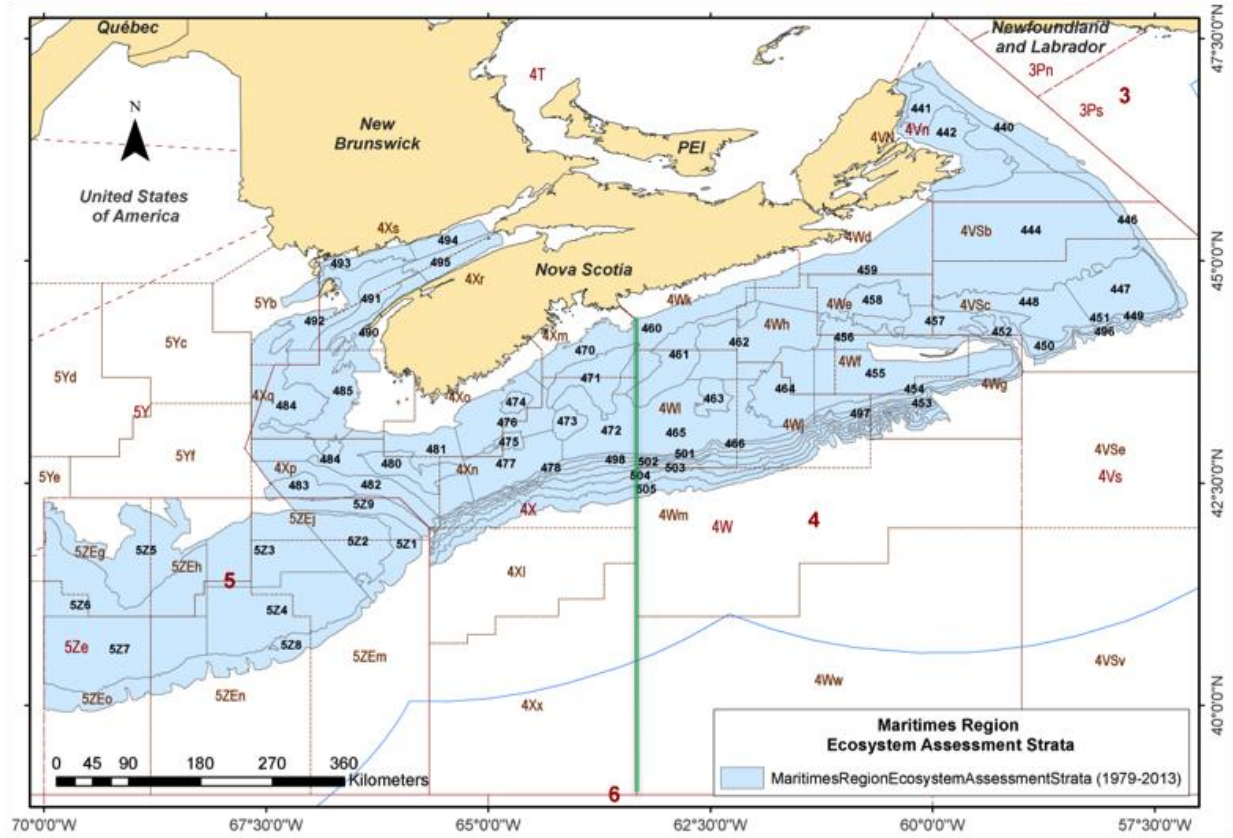 Québec
Newfoundland
and Labrador
47°30'0"N
3Pn
4T
3
3Ps
N
441
New
Brunswick
4Vn
442
440
4VN
PEI
United States
of America
446
4Xs
494
4VSb
444
4Wd
493
495
45°0'0"N
Nova Scotia
459
4Xr
447
5Yb
491
4Wk
4We
458
4VSc
448
492
490
4Xm
460
4Wh
457
451
449
452
496
5Yc
470
461
462
456
450
5Yd
471
4Wf
455
4Xq
485
4Xo
474
464
454
4Wg
5Y
484
463
453
4Wl
476
473
4Wj
497
472
465
475
466
5Yf
484
481
501
4VSe
5Ye
4Xp
480
4Xn
477
478
498
502
503
4Vs
483
482
504
42°30'0"N
505
5Z9
4X
4Wm
4W
4
5ZEj
5Z2
5Z1
5ZEg
5Z5
5Z3
5ZEh
4Xl
5
5Z6
5Z4
5Ze
5Z7
5Z8
5ZEm
4VSv
4Ww
5ZEo
5ZEn
4Xx
40°0'0"N
Maritimes Region
Ecosystem Assessment Strata
0 45 90 180 270 360
Kilometers
MaritimesRegionEcosystemAssessmentStrata (1979-2013)
6
70°0'0"W 67°30'0"W 65°0'0"W 62°30'0"W 60°0'0"W 57°30'0"W